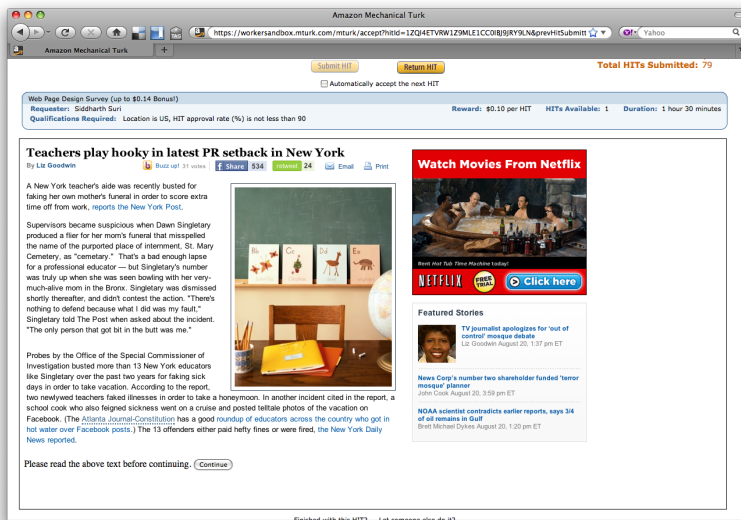 Amazon Mechanical Turk
https://workersandbox.mturk.com/mturk/accept?hitId=1ZQI4ETVRW1Z9MLE1CC0IBJ9JRY9LN&prevHitSubmitt
Yahoo
Amazon Mechanical Turk
Submit HIT
Return HIT
Total HITs Submitted: 79
Automatically accept the next HIT
Web Page Design Survey (up to $0.14 Bonus!)
Requester: Siddharth Suri
Reward: $0.10 per HIT HITs Available: 1 Duration: 1 hour 30 minutes
Qualifications Required: Location is US, HIT approval rate (%) is not less than 90
Teachers play hooky in latest PR setback in New York
By Liz Goodwin
Buzz up! 31 votes
Share 534
retweet 24
Email
Print
A New York teacher's aide was recently busted for
faking her own mother's funeral in order to score extra
time off from work, reports the New York Post.
Supervisors became suspicious when Dawn Singletary
produced a flier for her mom's funeral that misspelled
the name of the purported place of internment, St. Mary
Cemetery, as "cemetary." That's a bad enough lapse
for a professional educator — but Singletary's number
was truly up when she was seen bowling with her very-
much-alive mom in the Bronx. Singletary was dismissed
shortly thereafter, and didn't contest the action. "There's
nothing to defend because what I did was my fault,"
Singletary told The Post when asked about the incident.
"The only person that got bit in the butt was me."
Probes by the Office of the Special Commissioner of
Investigation busted more than 13 New York educators
like Singletary over the past two years for faking sick
days in order to take vacation. According to the report,
two newlywed teachers faked illnesses in order to take a honeymoon. In another incident cited in the report, a
school cook who also feigned sickness went on a cruise and posted telltale photos of the vacation on
Facebook. (The Atlanta Journal-Constitution has a good roundup of educators across the country who got in
hot water over Facebook posts.) The 13 offenders either paid hefty fines or were fired, the New York Daily
News reported.
Please read the above text before continuing. Continue
Bb
Cc
Dd
Ee
Watch Movies From Netflix
Rent Hot Tub Time Machine today!
NETFLIX
FREE
TRIAL
Click here
Featured Stories
TV journalist apologizes for 'out of
control' mosque debate
Liz Goodwin August 20, 1:37 pm ET
News Corp's number two shareholder funded 'terror
mosque' planner
John Cook August 20, 3:59 pm ET
NOAA scientist contradicts earlier reports, says 3/4
of oil remains in Gulf
Brett Michael Dykes August 20, 1:20 pm ET
Finished with this HIT? Let someone else do it?